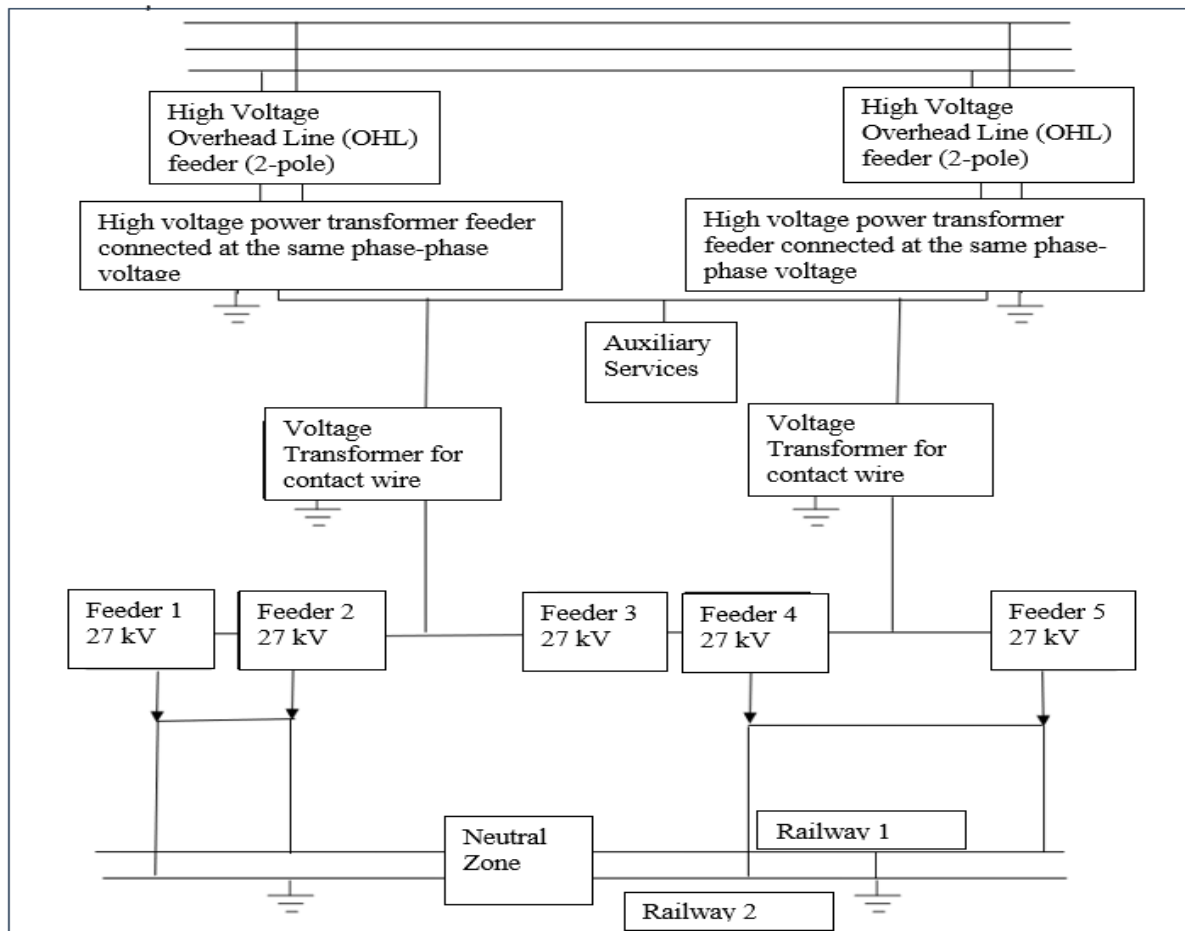 High Voltage
Overhead Line (OHL)
feeder (2-pole)
High Voltage
Overhead Line (OHL)
feeder (2-pole)
High voltage power transformer feeder
connected at the same phase-phase
voltage
High voltage power transformer
feeder connected at the same phase-
phase voltage
Auxiliary
Services
Voltage
Transformer for
contact wire
Voltage
Transformer for
contact wire
Feeder 1
27 kV
Feeder 2
27 kV
Feeder 3
27 kV
Feeder 4
27 kV
Feeder 5
27 kV
Neutral
Zone
Railway 1
Railway 2